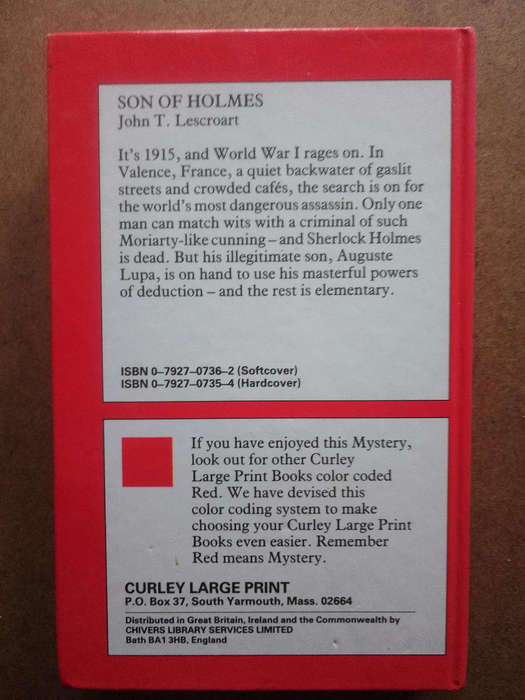 SON OF HOLMES
John T. Lescroart
It's 1915, and World War I rages on. In
Valence, France, a quiet backwater of gaslit
streets and crowded cafés, the search is on for
the world's most dangerous assassin. Only one
man can match wits with a criminal of such
Moriarty-like cunning – and Sherlock Holmes
is dead. But his illegitimate son, Auguste
Lupa, is on hand to use his masterful powers
of deduction – and the rest is elementary.
ISBN 0–7927–0736–2 (Softcover)
ISBN 0–7927–0735–4 (Hardcover)
If you have enjoyed this Mystery,
look out for other Curley
Large Print Books color coded
Red. We have devised this
color coding system to make
choosing your Curley Large Print
Books even easier. Remember
Red means Mystery.
CURLEY LARGE PRINT
P.O. Box 37, South Yarmouth, Mass. 02664
Distributed in Great Britain, Ireland and the Commonwealth by
CHIVERS LIBRARY SERVICES LIMITED
Bath BA1 3HB, England